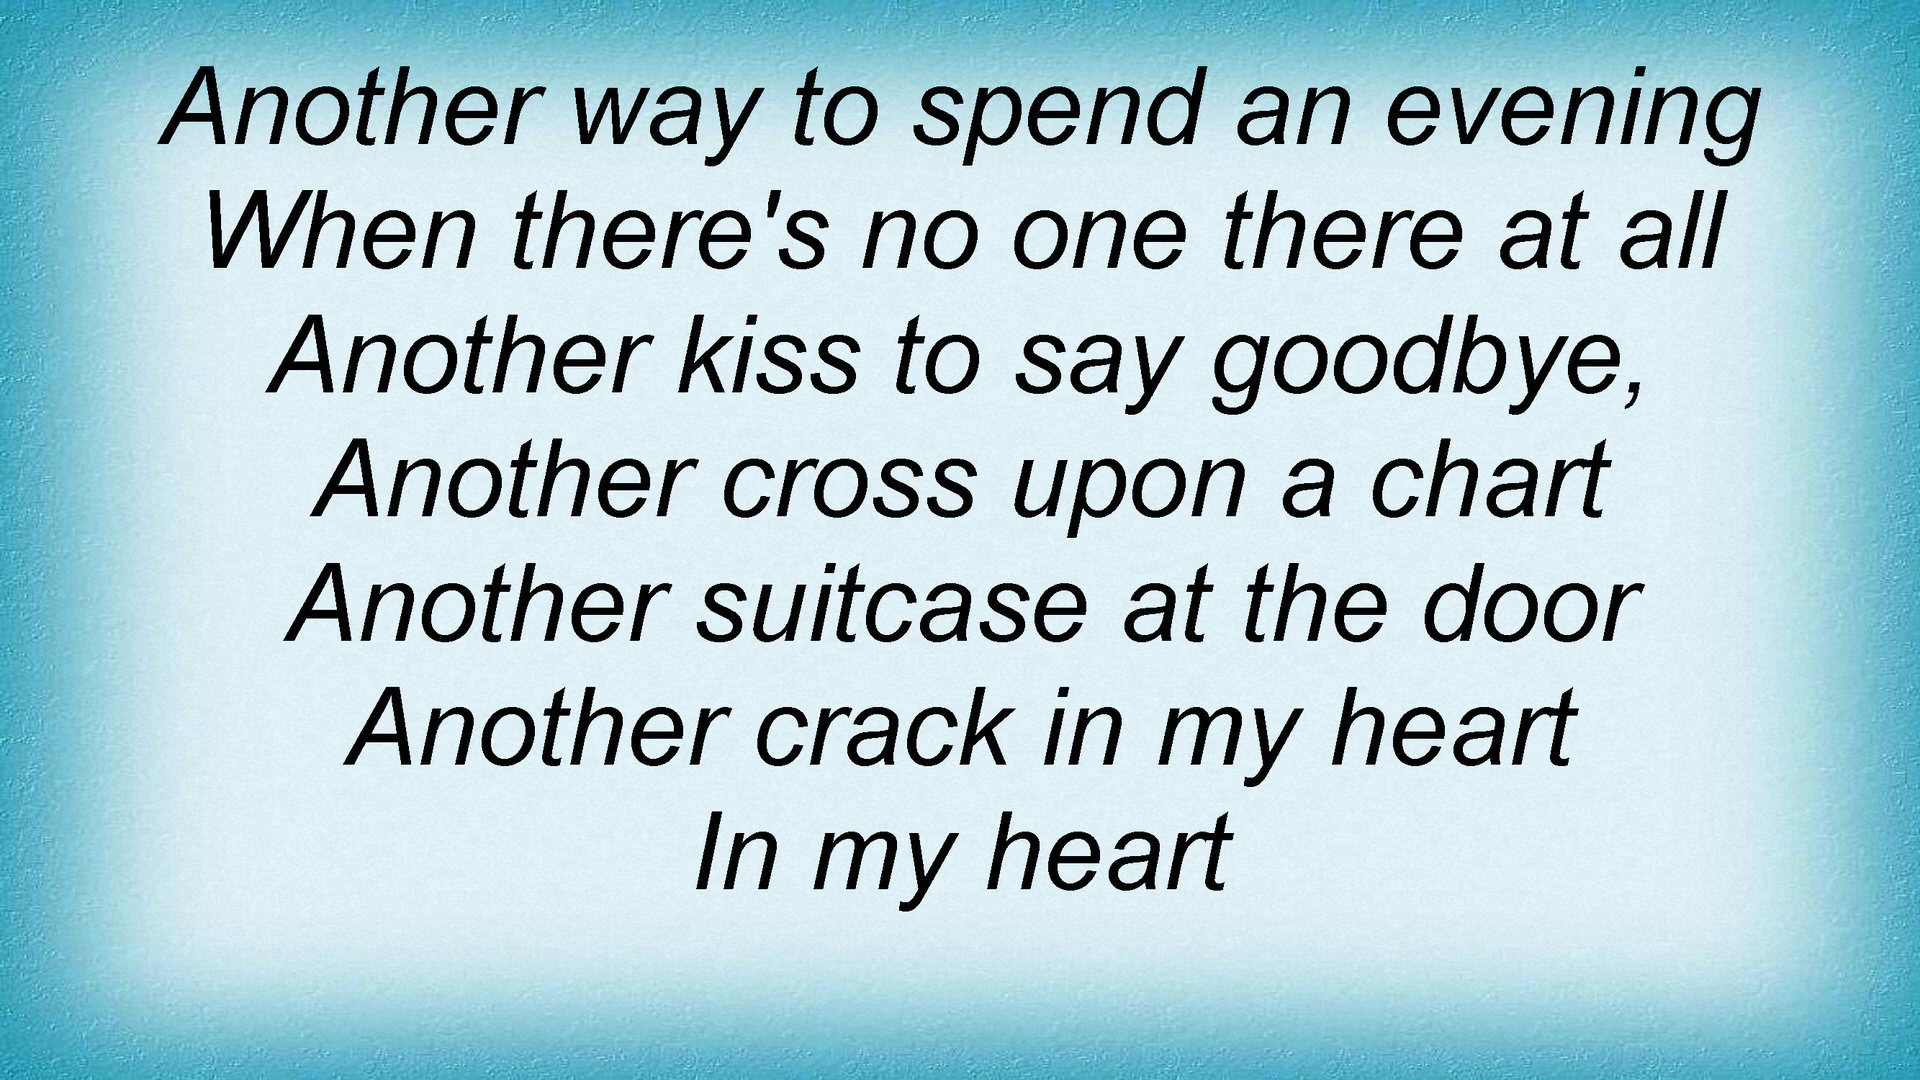 Another way to spend an evening
When there's no one there at all
Another kiss to say goodbye,
Another cross upon a chart
Another suitcase at the door
Another crack in my heart
In my heart